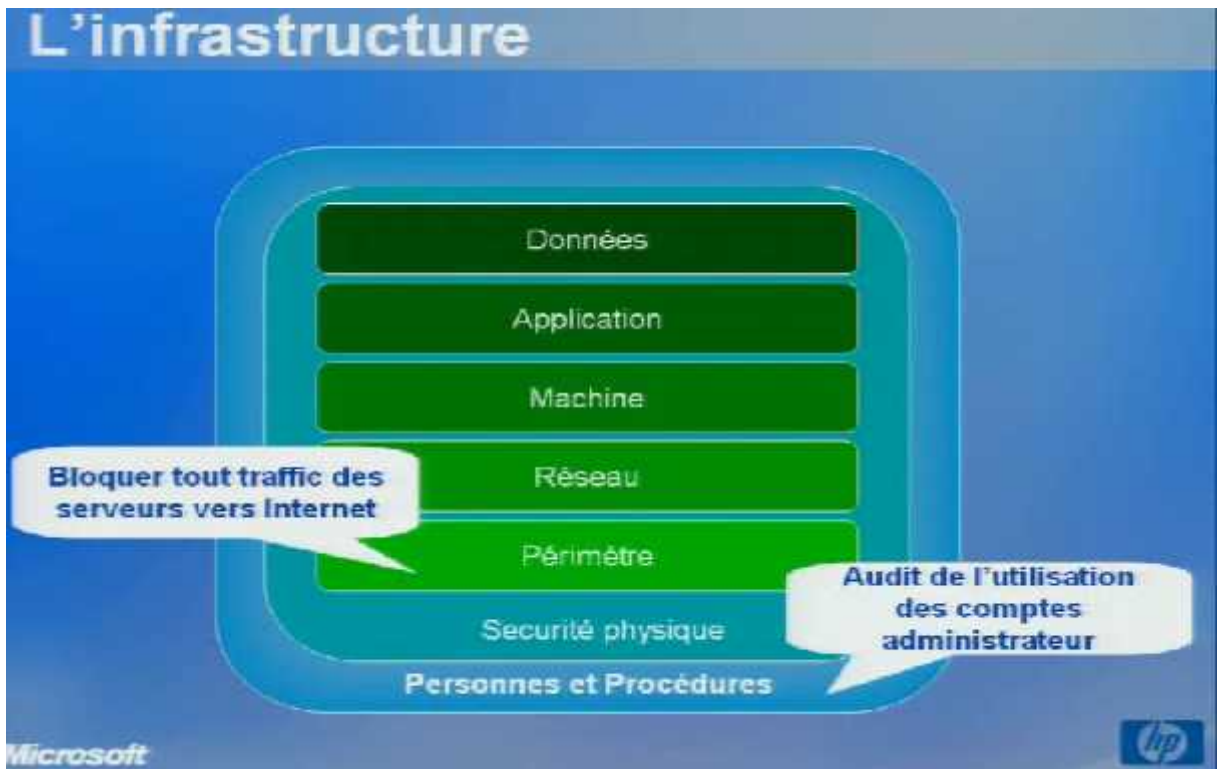 L'infrastructure
Données
Application
Machine
Réseau
Périmètre
Securité physique
Personnes et Procédures
Bloquer tout traffic des
serveurs vers Internet
Audit de l'utilisation
des comptes
administrateur
Microsoft
hp